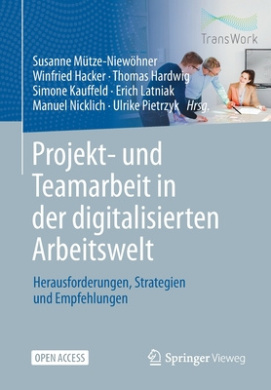 TransWork
Susanne Mütze-Niewöhner
Winfried Hacker · Thomas Hardwig
Simone Kauffeld · Erich Latniak
Manuel Nicklich · Ulrike Pietrzyk Hrsg.
Projekt- und
Teamarbeit in
der digitalisierten
Arbeitswelt
Herausforderungen, Strategien
und Empfehlungen
OPEN ACCESS
Springer Vieweg